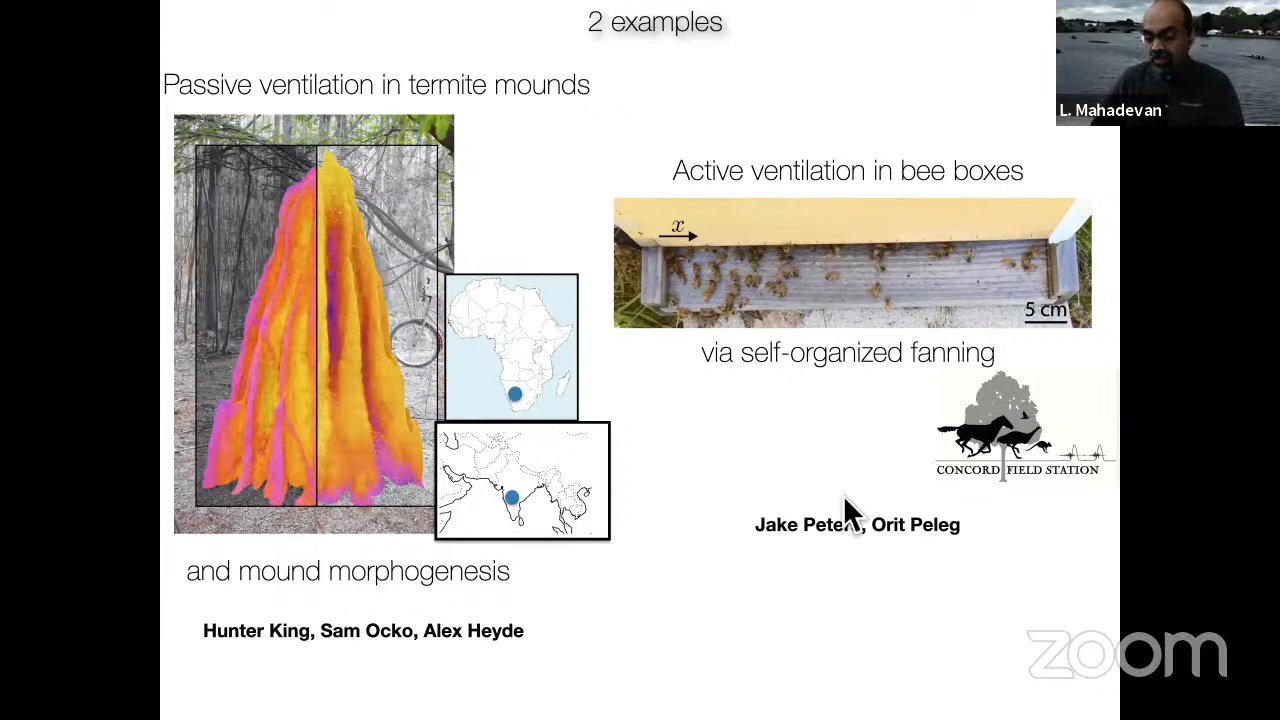 2 examples
L. Mahadevan
Passive ventilation in termite mounds
Active ventilation in bee boxes
x
5 cm
via self-organized fanning
CONCORD FIELD STATION
Orit Peleg
and mound morphogenesis
Hunter King, Sam Ocko, Alex Heyde
zoom